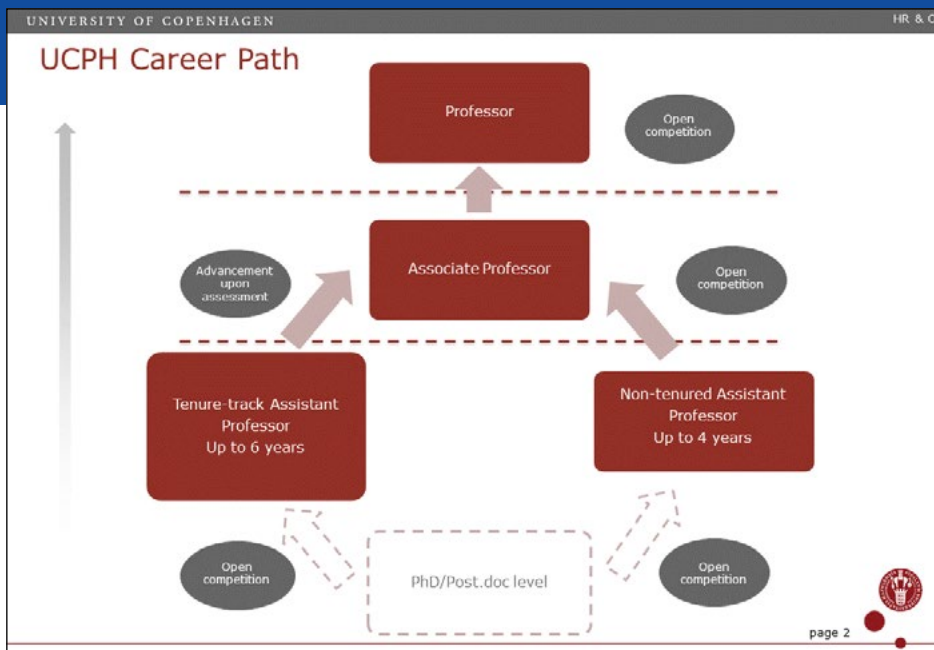 UNIVERSITY OF COPENHAGEN
HR & 
UCPH Career Path
Professor
Open
competition
Associate Professor
Advancement
upon
assessment
Open
competition
Tenure-track Assistant
Professor
Up to 6 years
Non-tenured Assistant
Professor
Up to 4 years
Open
competition
PhD/Post.doc level
Open
competition
page 2